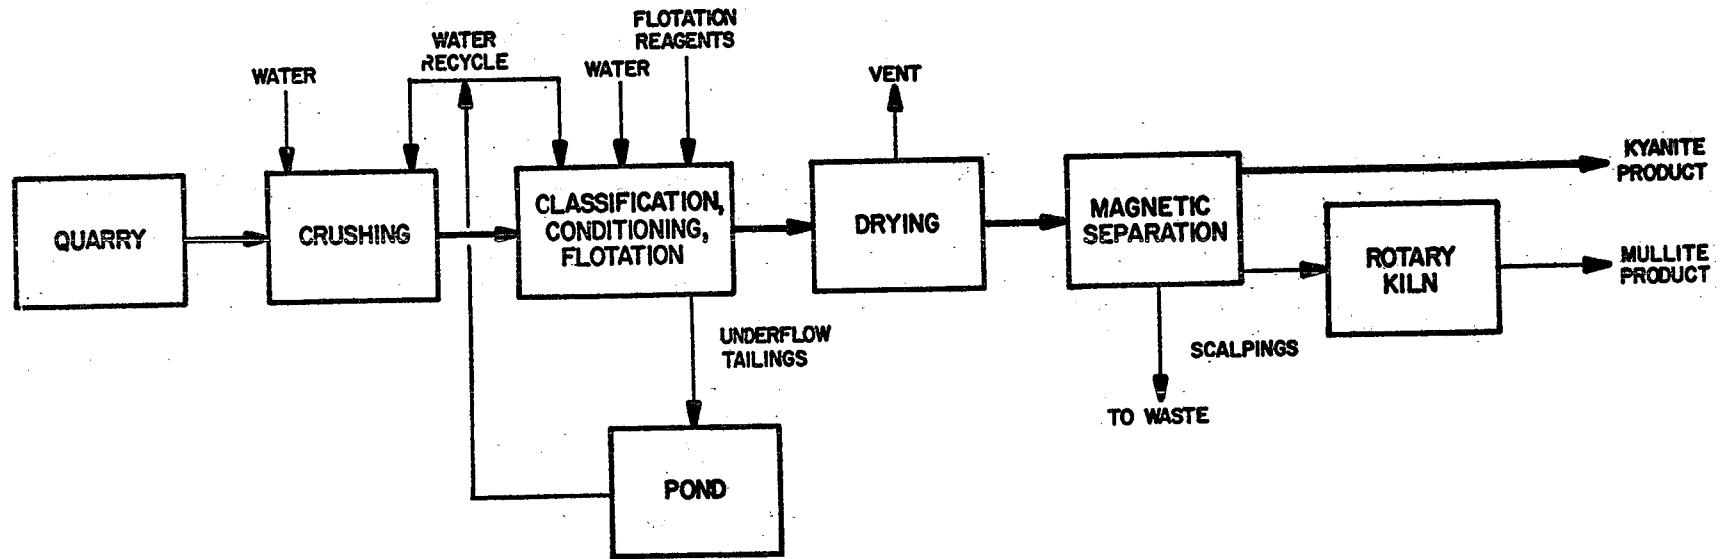 FLOTATION
REAGENTS
WATER
RECYCLE
WATER
WATER
VENT
KYANITE
PRODUCT
QUARRY
CRUSHING
CLASSIFICATION,
CONDITIONING,
FLOTATION
DRYING
MAGNETIC
SEPARATION
ROTARY
KILN
MULLITE
PRODUCT
UNDERFLOW
TAILINGS
SCALPINGS
TO WASTE
POND